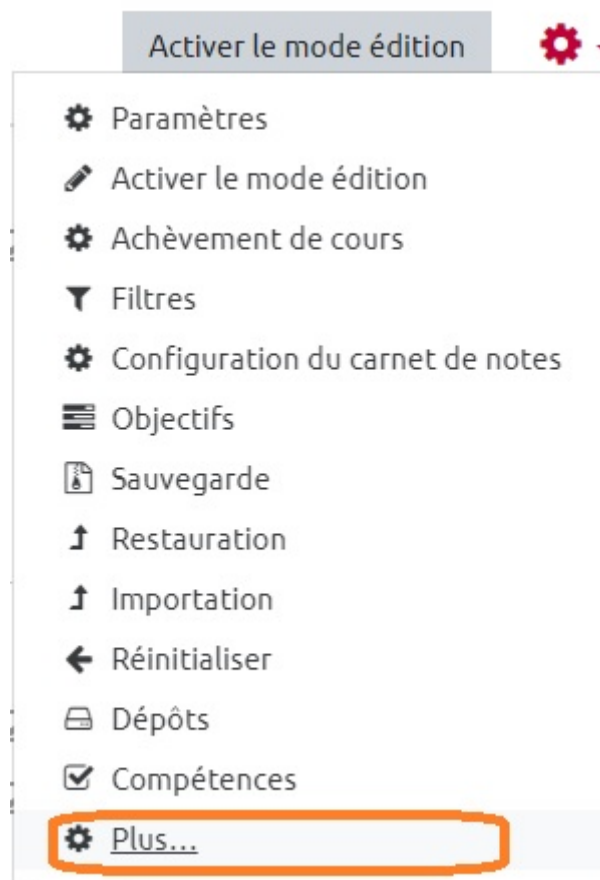 Activer le mode édition
Paramètres
Activer le mode édition
Achèvement de cours
Filtres
Configuration du carnet de notes
Objectifs
Sauvegarde
Restauration
Importation
Réinitialiser
Dépôts
Compétences
Plus...